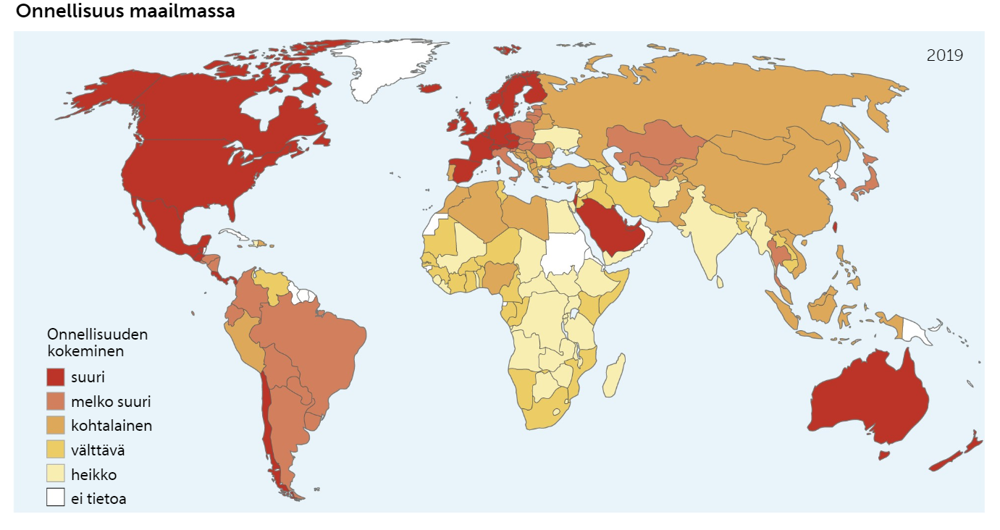 Onnellisuus maailmassa
2019
Onnellisuuden
kokeminen
suuri
melko suuri
kohtalainen
välttävä
heikko
ei tietoa